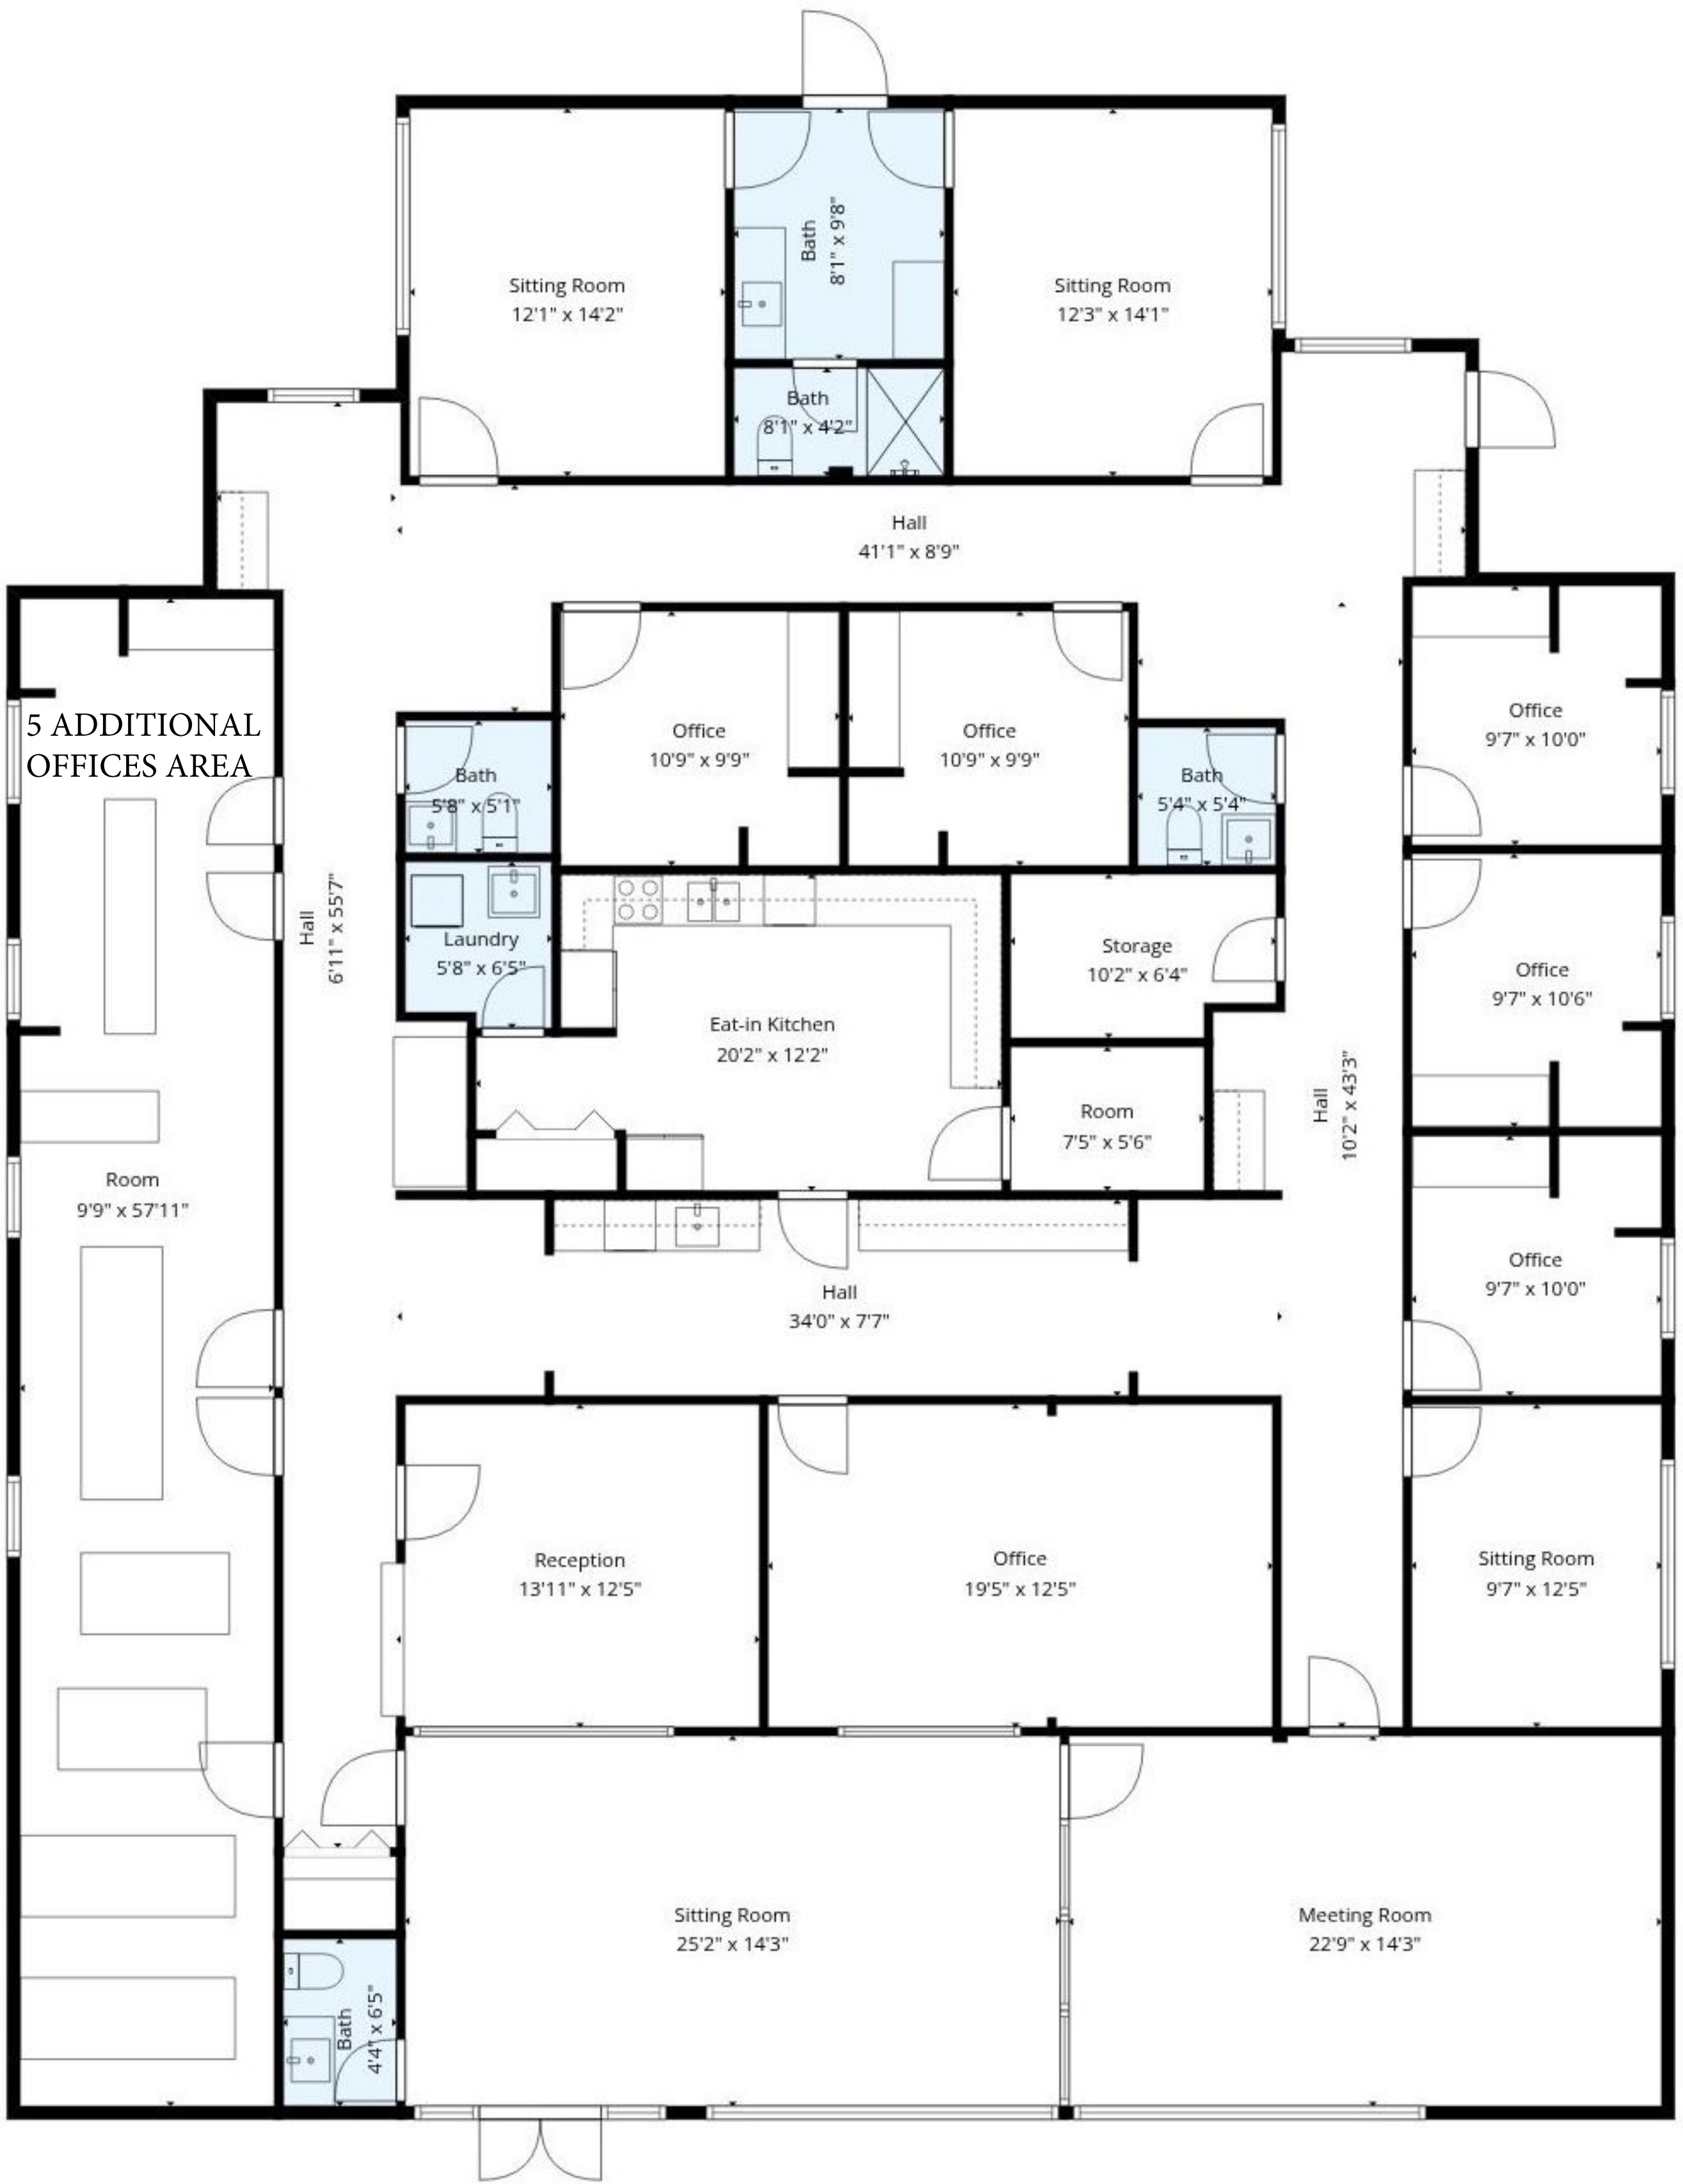 Bath
8'1" x 9'8"
Sitting Room
12'1" x 14'2"
Sitting Room
12'3" x 14'1"
Bath
8'1" x 4'2"
Hall
41'1" x 8'9"
5 ADDITIONAL
OFFICES AREA
Office
10'9" x 9'9"
Office
10'9" x 9'9"
Office
9'7" x 10'0"
Bath
5'8" x 5'1"
Bath
5'4" x 5'4"
Hall
6'11" x 55'7"
Laundry
5'8" x 6'5"
Storage
10'2" x 6'4"
Office
9'7" x 10'6"
Eat-in Kitchen
20'2" x 12'2"
Room
7'5" x 5'6"
Hall
10'2" x 43'3"
Room
9'9" x 57'11"
Hall
34'0" x 7'7"
Office
9'7" x 10'0"
Reception
13'11" x 12'5"
Office
19'5" x 12'5"
Sitting Room
9'7" x 12'5"
Sitting Room
25'2" x 14'3"
Meeting Room
22'9" x 14'3"
Bath
4'4" x 6'5"